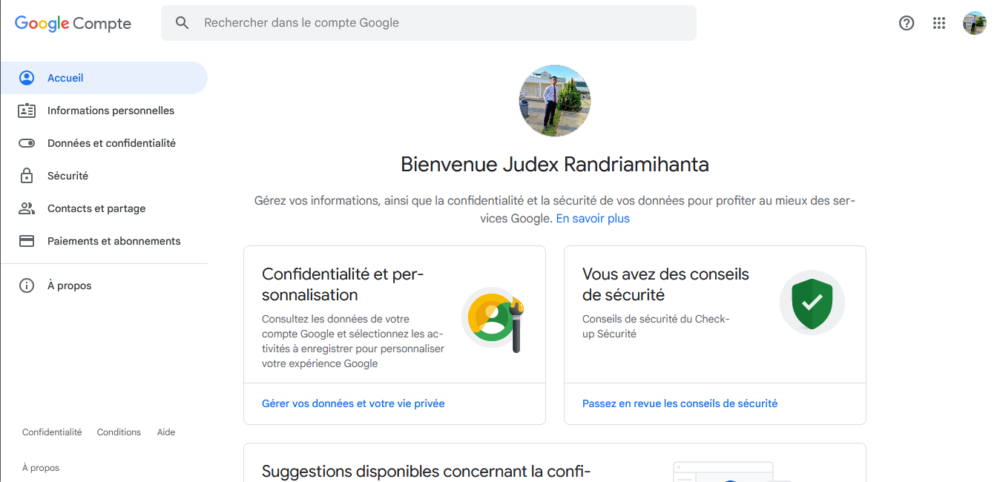 Google Compte
Rechercher dans le compte Google
Accueil
Informations personnelles
Données et confidentialité
Sécurité
Contacts et partage
Paiements et abonnements
À propos
Confidentialité Conditions Aide
À propos
Bienvenue Judex Randriamihanta
Gérez vos informations, ainsi que la confidentialité et la sécurité de vos données pour profiter au mieux des ser-
vices Google. En savoir plus
Confidentialité et per-
sonnalisation
Consultez les données de votre
compte Google et sélectionnez les ac-
tivités à enregistrer pour personnaliser
votre expérience Google
Gérer vos données et votre vie privée
Vous avez des conseils
de sécurité
Conseils de sécurité du Check-
up Sécurité
Passez en revue les conseils de sécurité
Suggestions disponibles concernant la confi-